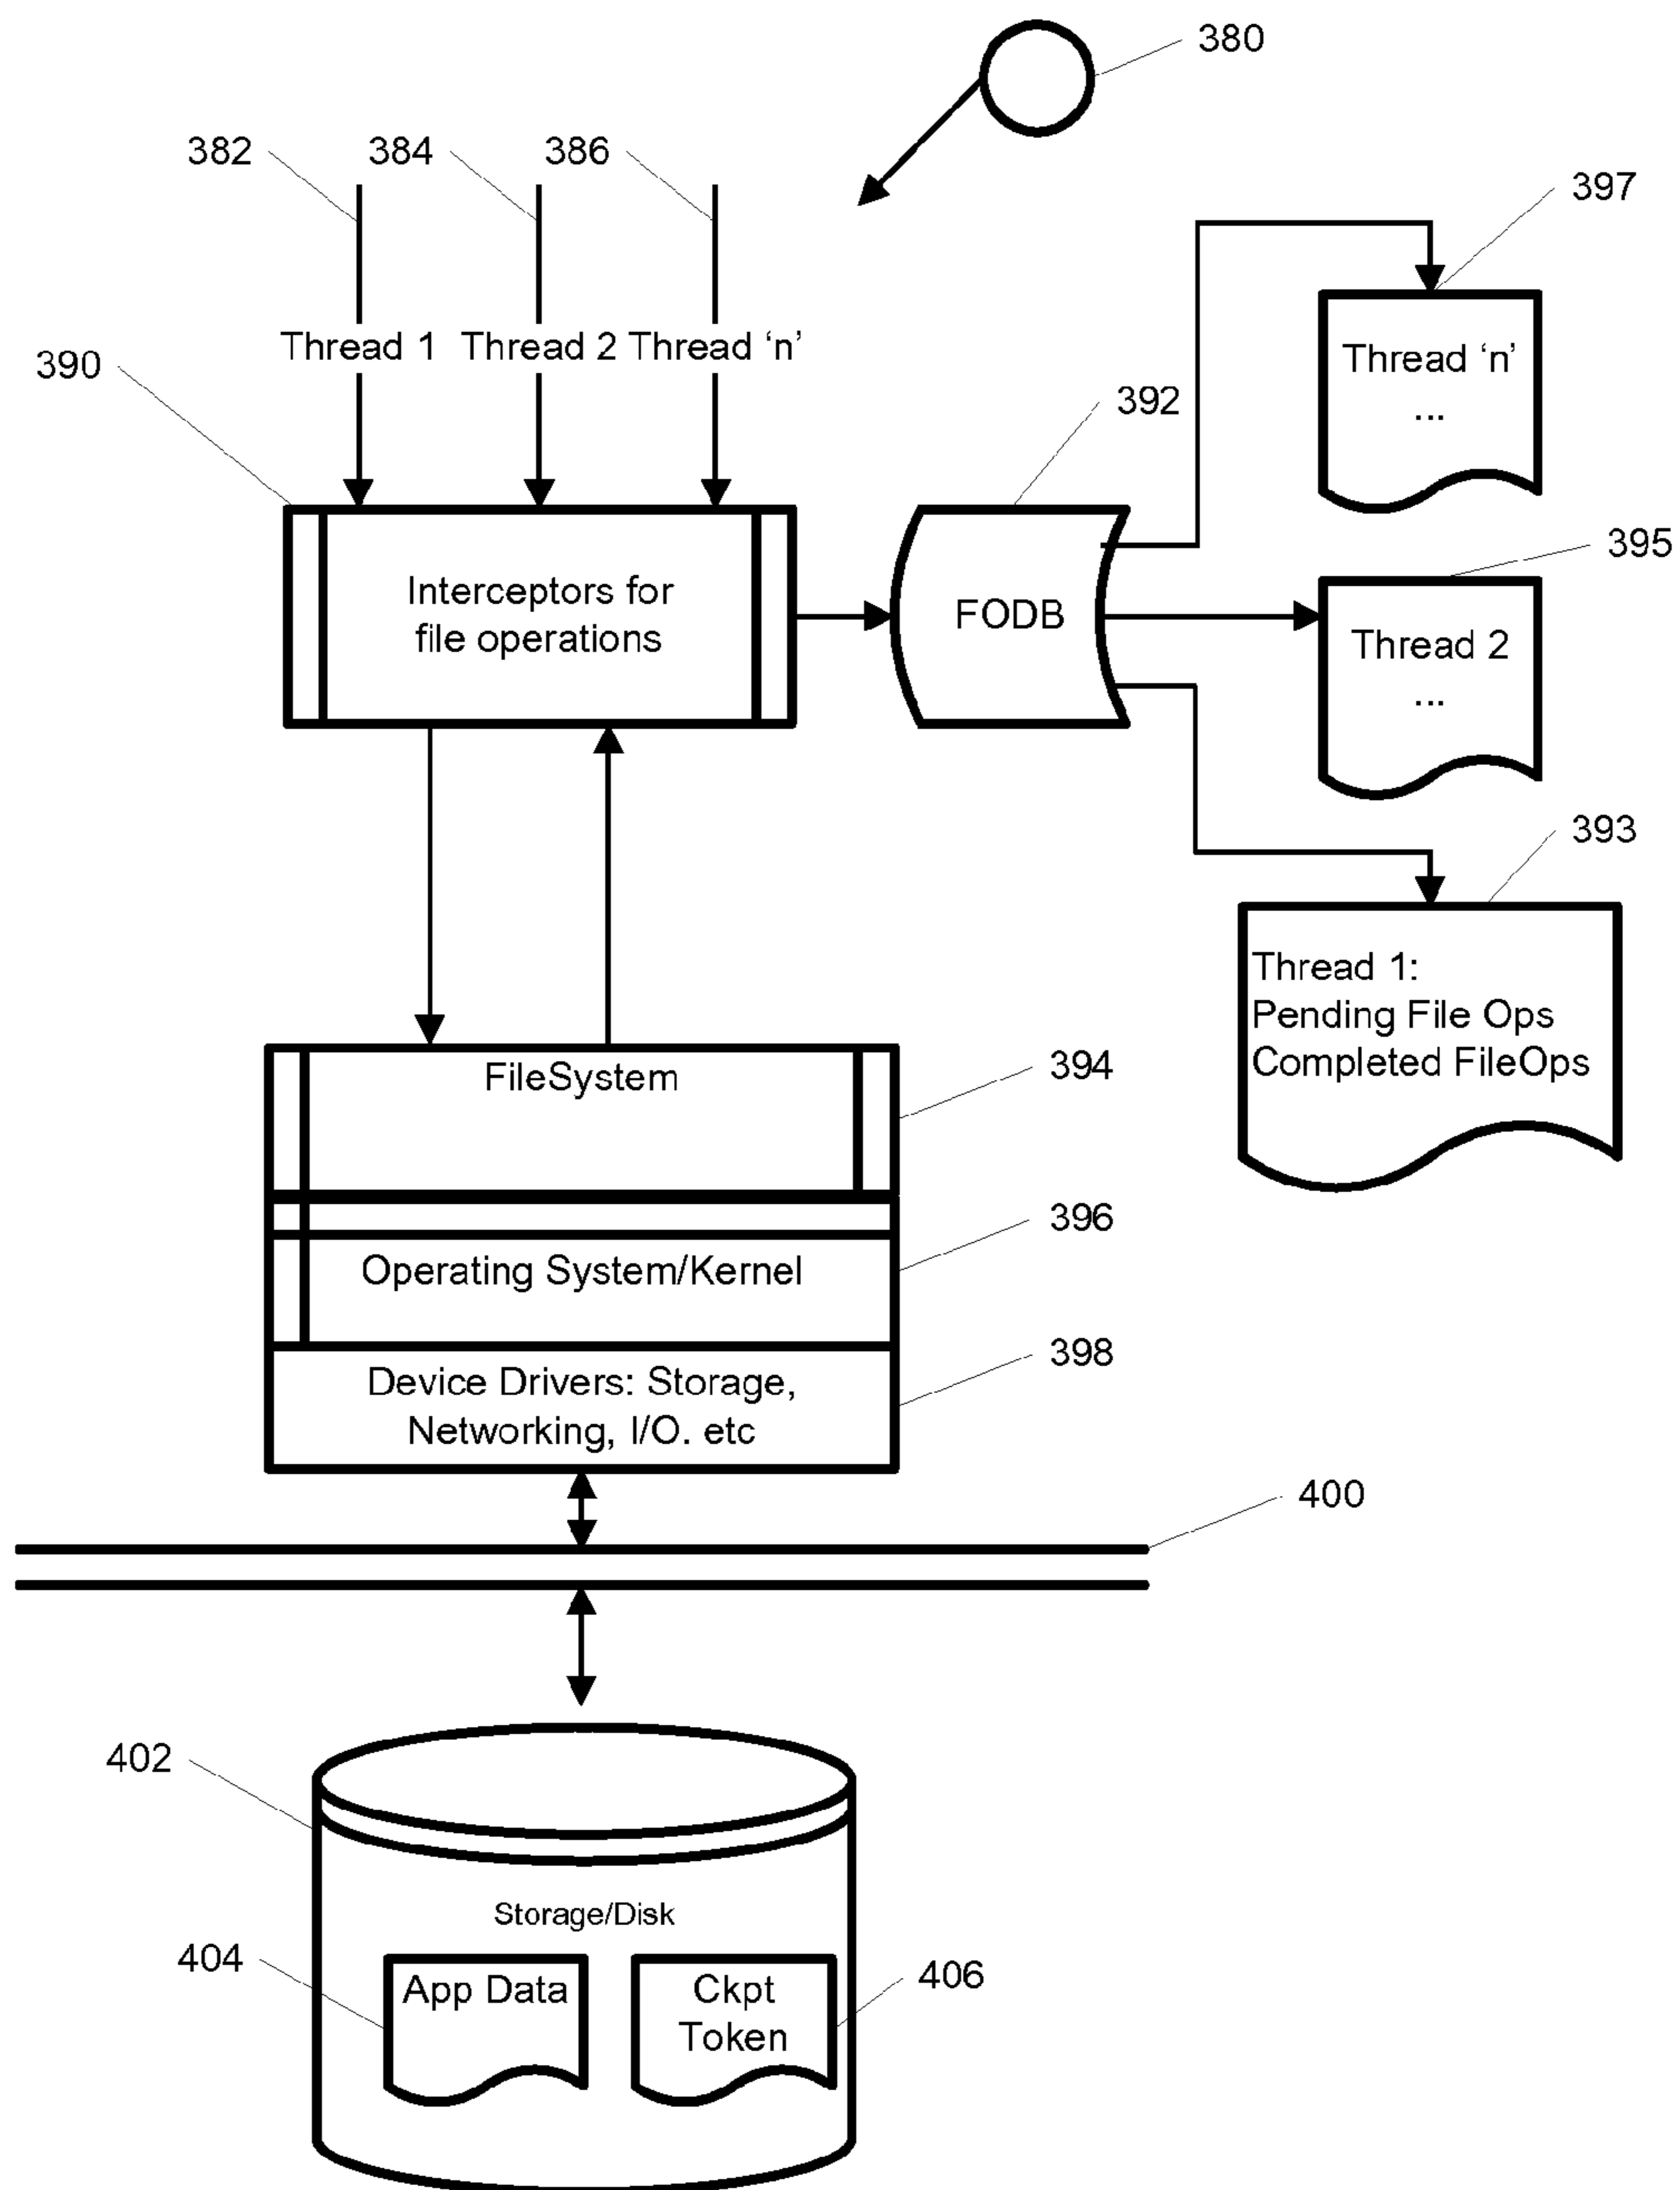 380
382
384
386
397
Thread 1
Thread 2
Thread ‘n’
390
Thread ‘n’
...
392
395
Interceptors for
file operations
FODB
Thread 2
...
393
Thread 1:
Pending File Ops
Completed FileOps
FileSystem
394
396
Operating System/Kernel
398
Device Drivers: Storage,
Networking, I/O. etc
400
402
Storage/Disk
404
App Data
Ckpt
Token
406